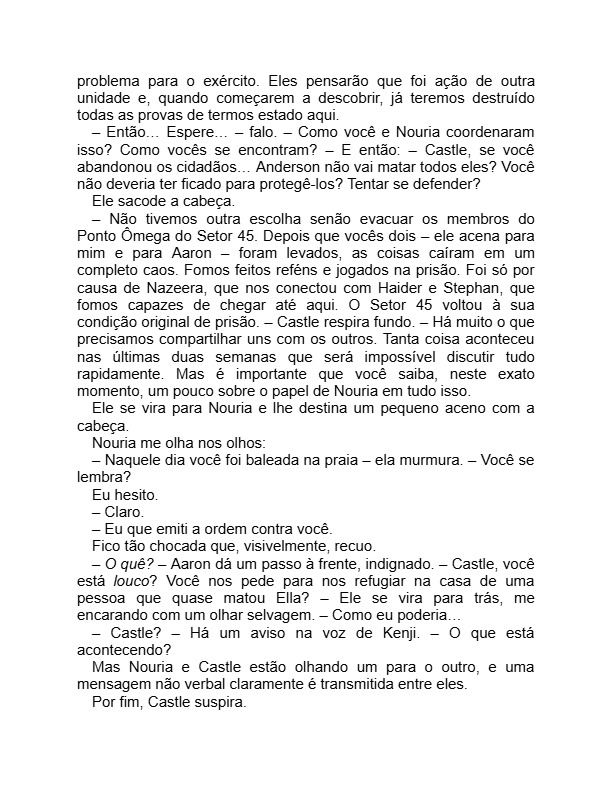 problema para o exército. Eles pensarão que foi ação de outra
unidade e, quando começarem a descobrir, já teremos destruído
todas as provas de termos estado aqui.
– Então… Espere… – falo. – Como você e Nouria coordenaram
isso? Como vocês se encontram? – E então: – Castle, se você
abandonou os cidadãos… Anderson não vai matar todos eles? Você
não deveria ter ficado para protegê-los? Tentar se defender?
Ele sacode a cabeça.
– Não tivemos outra escolha senão evacuar os membros do
Ponto Ômega do Setor 45. Depois que vocês dois – ele acena para
mim e para Aaron – foram levados, as coisas caíram em um
completo caos. Fomos feitos reféns e jogados na prisão. Foi só por
causa de Nazeera, que nos conectou com Haider e Stephan, que
fomos capazes de chegar até aqui. O Setor 45 voltou à sua
condição original de prisão. – Castle respira fundo. – Há muito o que
precisamos compartilhar uns com os outros. Tanta coisa aconteceu
nas últimas duas semanas que será impossível discutir tudo
rapidamente. Mas é importante que você saiba, neste exato
momento, um pouco sobre o papel de Nouria em tudo isso.
Ele se vira para Nouria e lhe destina um pequeno aceno com a
cabeça.
Nouria me olha nos olhos:
– Naquele dia você foi baleada na praia – ela murmura. – Você se
lembra?
Eu hesito.
– Claro.
– Eu que emiti a ordem contra você.
Fico tão chocada que, visivelmente, recuo.
– O quê? – Aaron dá um passo à frente, indignado. – Castle, você
está louco? Você nos pede para nos refugiar na casa de uma
pessoa que quase matou Ella? – Ele se vira para trás, me
encarando com um olhar selvagem. – Como eu poderia…
– Castle? – Há um aviso na voz de Kenji. – O que está
acontecendo?
Mas Nouria e Castle estão olhando um para o outro, e uma
mensagem não verbal claramente é transmitida entre eles.
Por fim, Castle suspira.